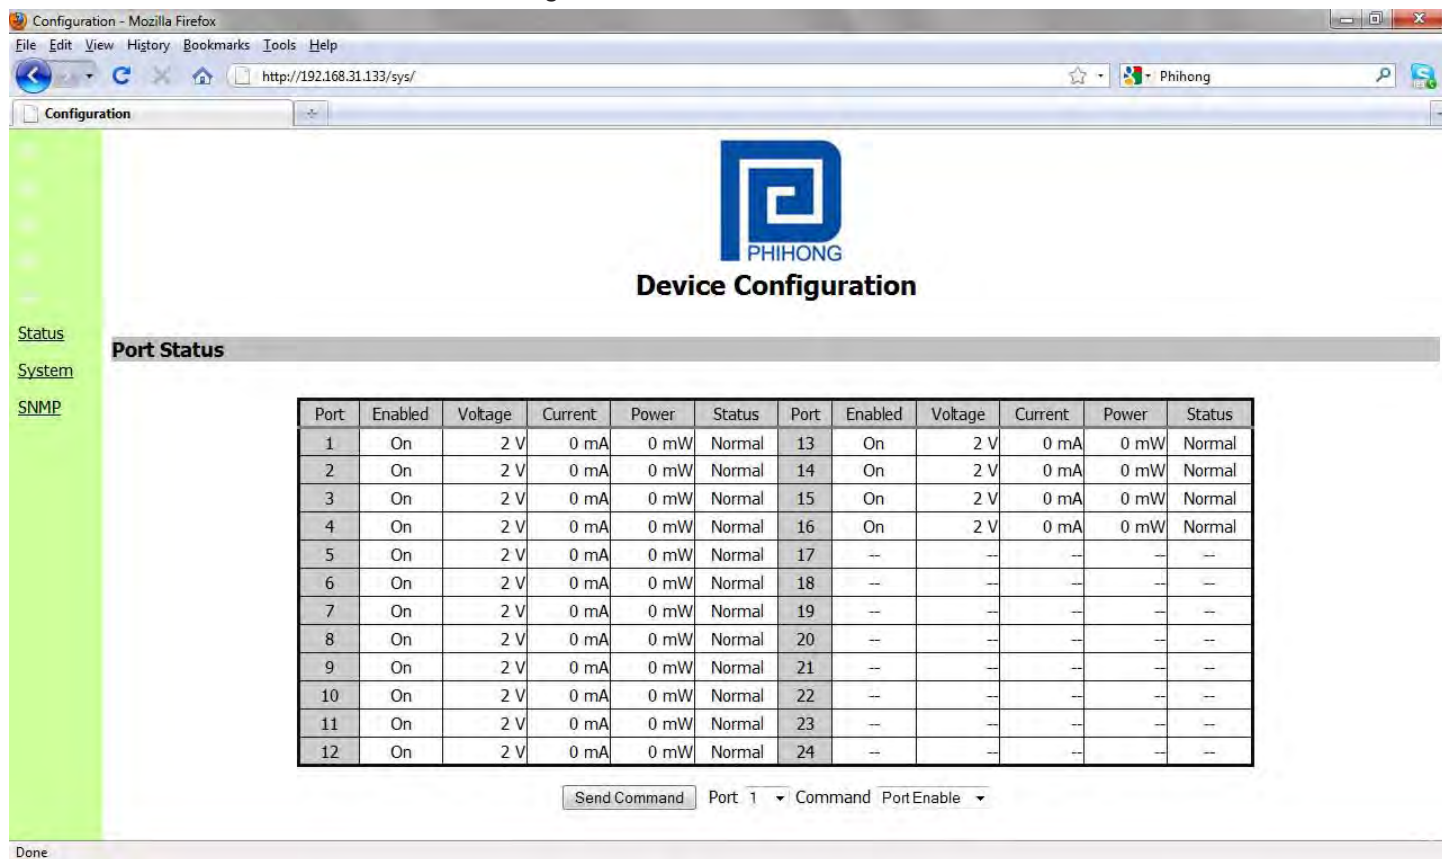 Configuration - Mozilla Firefox
File Edit View History Bookmarks Tools Help
http://192.168.31.133/sys/ Phihong
Configuration
PHIHONG
Device Configuration
Status
Port Status
System
SNMP
Port Enabled Voltage Current Power Status Port Enabled Voltage Current Power Status
1 On 2 V 0 mA 0 mW Normal 13 On 2 V 0 mA 0 mW Normal
2 On 2 V 0 mA 0 mW Normal 14 On 2 V 0 mA 0 mW Normal
3 On 2 V 0 mA 0 mW Normal 15 On 2 V 0 mA 0 mW Normal
4 On 2 V 0 mA 0 mW Normal 16 On 2 V 0 mA 0 mW Normal
5 On 2 V 0 mA 0 mW Normal 17 -- -- -- -- --
6 On 2 V 0 mA 0 mW Normal 18 -- -- -- -- --
7 On 2 V 0 mA 0 mW Normal 19 -- -- -- -- --
8 On 2 V 0 mA 0 mW Normal 20 -- -- -- -- --
9 On 2 V 0 mA 0 mW Normal 21 -- -- -- -- --
10 On 2 V 0 mA 0 mW Normal 22 -- -- -- -- --
11 On 2 V 0 mA 0 mW Normal 23 -- -- -- -- --
12 On 2 V 0 mA 0 mW Normal 24 -- -- -- -- --
Send Command Port 1 Command Port Enable
Done